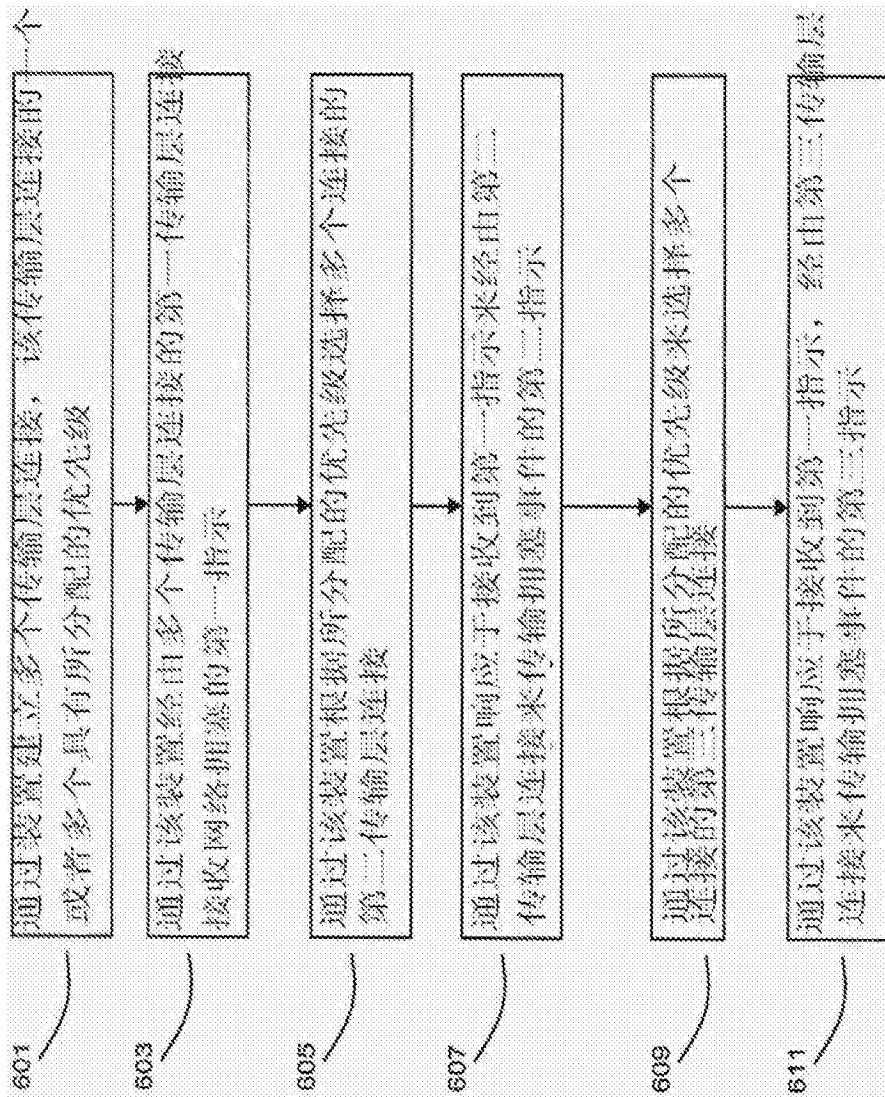 通过装置建立多个传输层连接，该传输层连接的一个
或者多个具有所分配的优先级
601
通过该装置经由多个传输层连接的第一传输层连接
接收网络拥塞的第一指示
603
通过该装置根据所分配的优先级选择多个连接的
第二传输层连接
605
通过该装置响应于接收到第一指示来经由第二
传输层连接来传输拥塞事件的第二指示
607
通过该装置根据所分配的优先级来选择多个
连接的第三传输层连接
609
通过该装置响应于接收到第一指示，经由第三传输层
连接来传输拥塞事件的第三指示
611